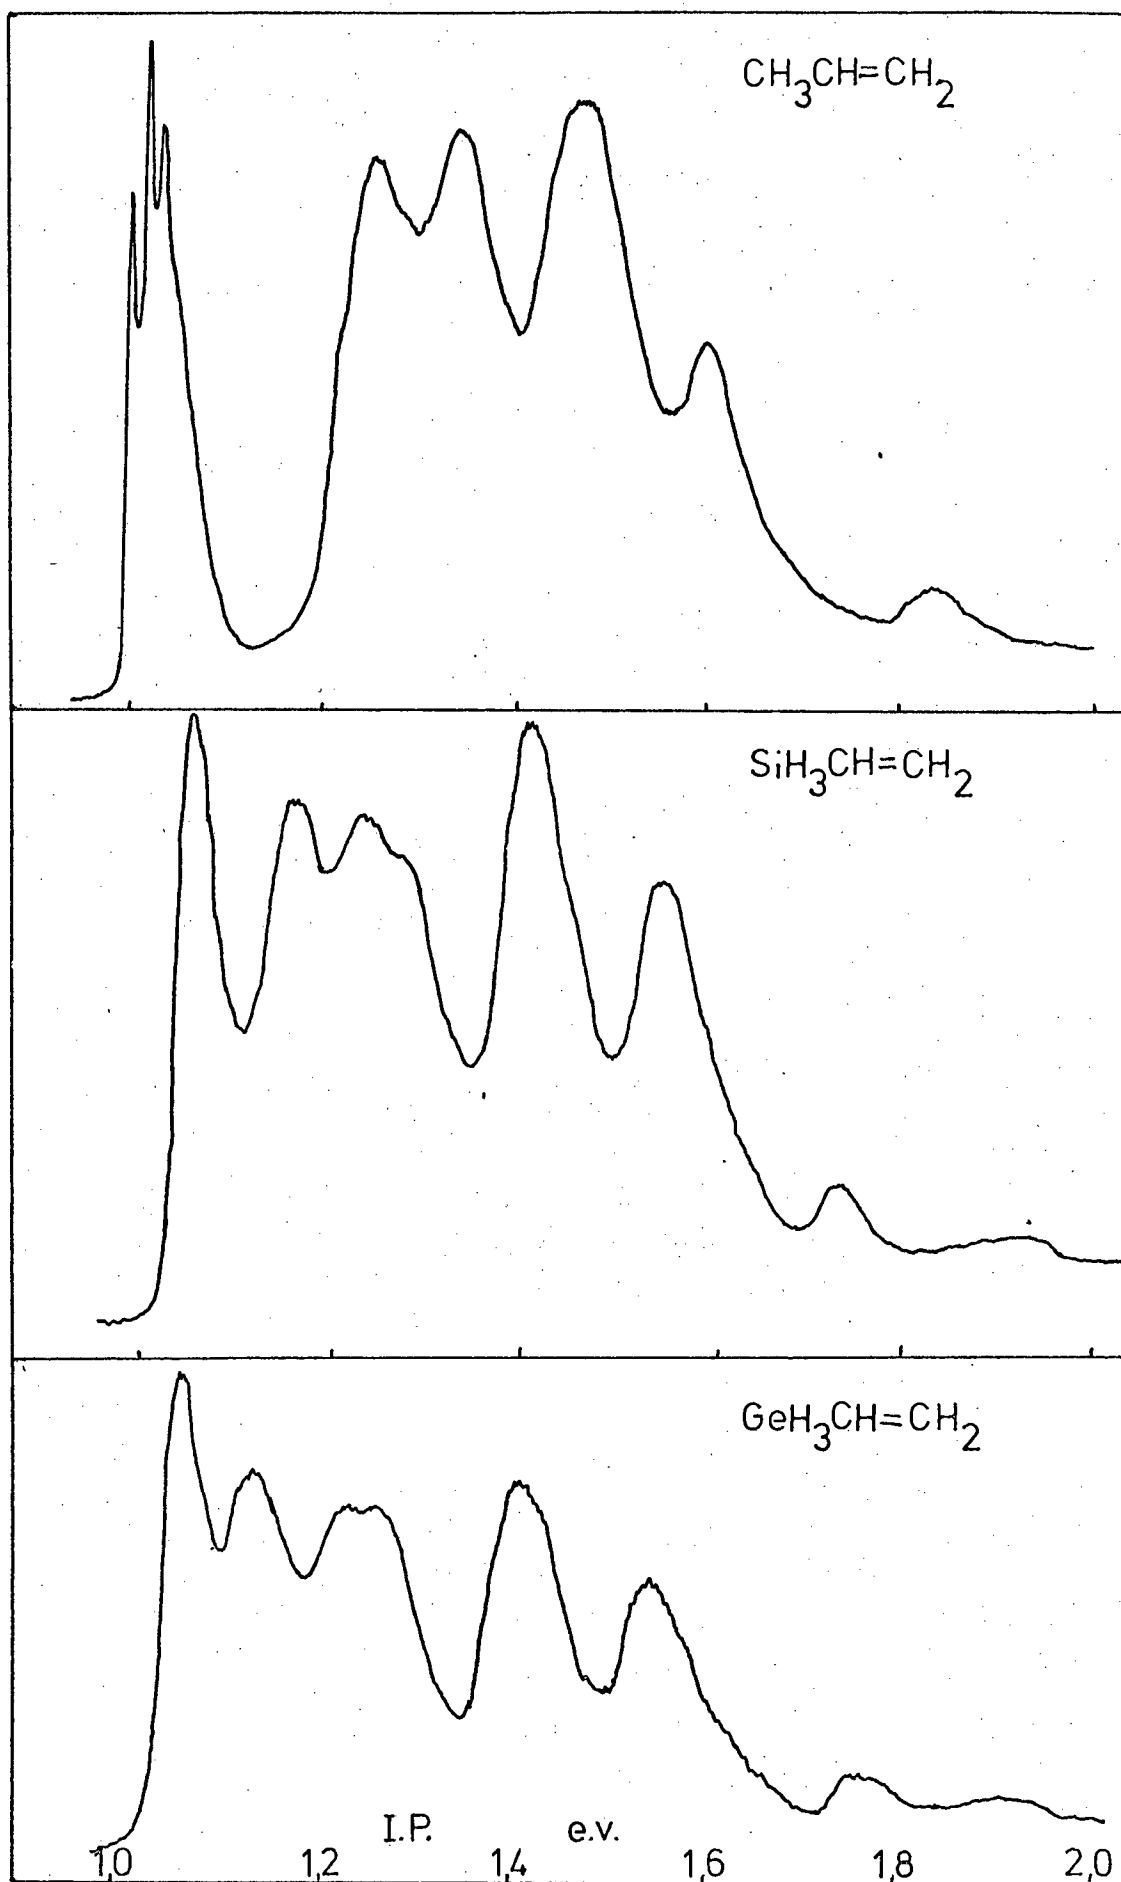 CH₃CH=CH₂
SiH₃CH=CH₂
GeH₃CH=CH₂
I.P. e.v.
1,0 1,2 1,4 1,6 1,8 2,0